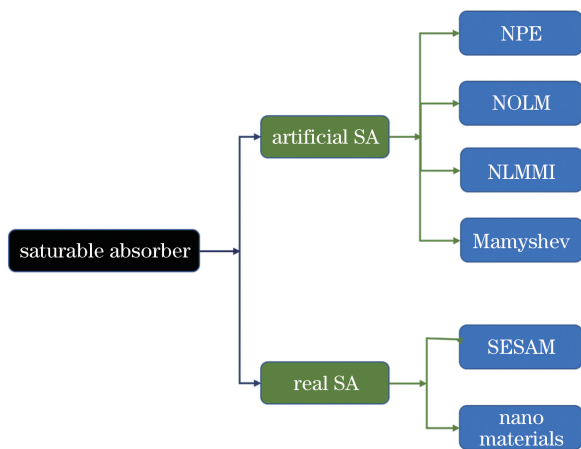 NPE
NOLM
artificial SA
NLMMI
Mamyshev
saturable absorber
SESAM
real SA
nano
materials